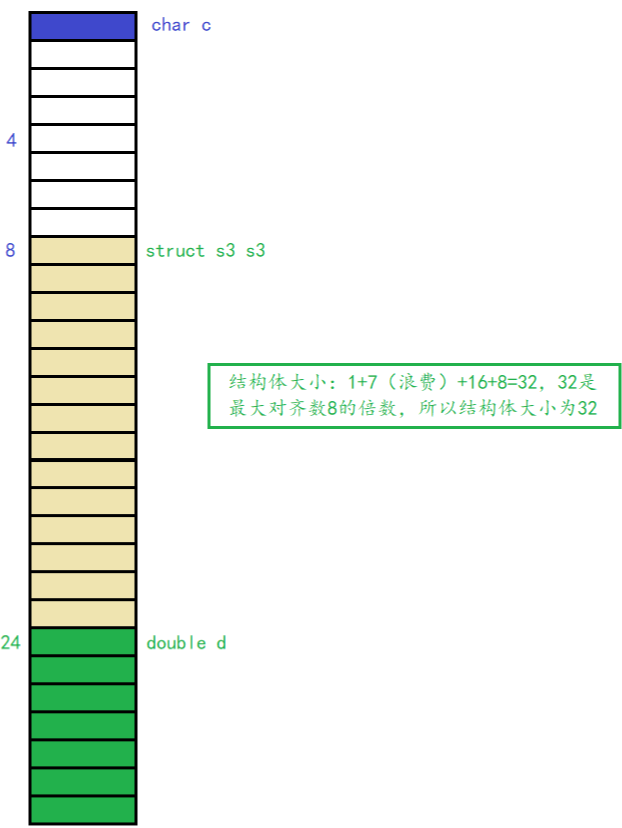 char c
4
8
struct s3 s3
结构体大小：1+7（浪费）+16+8=32，32是
最大对齐数8的倍数，所以结构体大小为32
24
double d